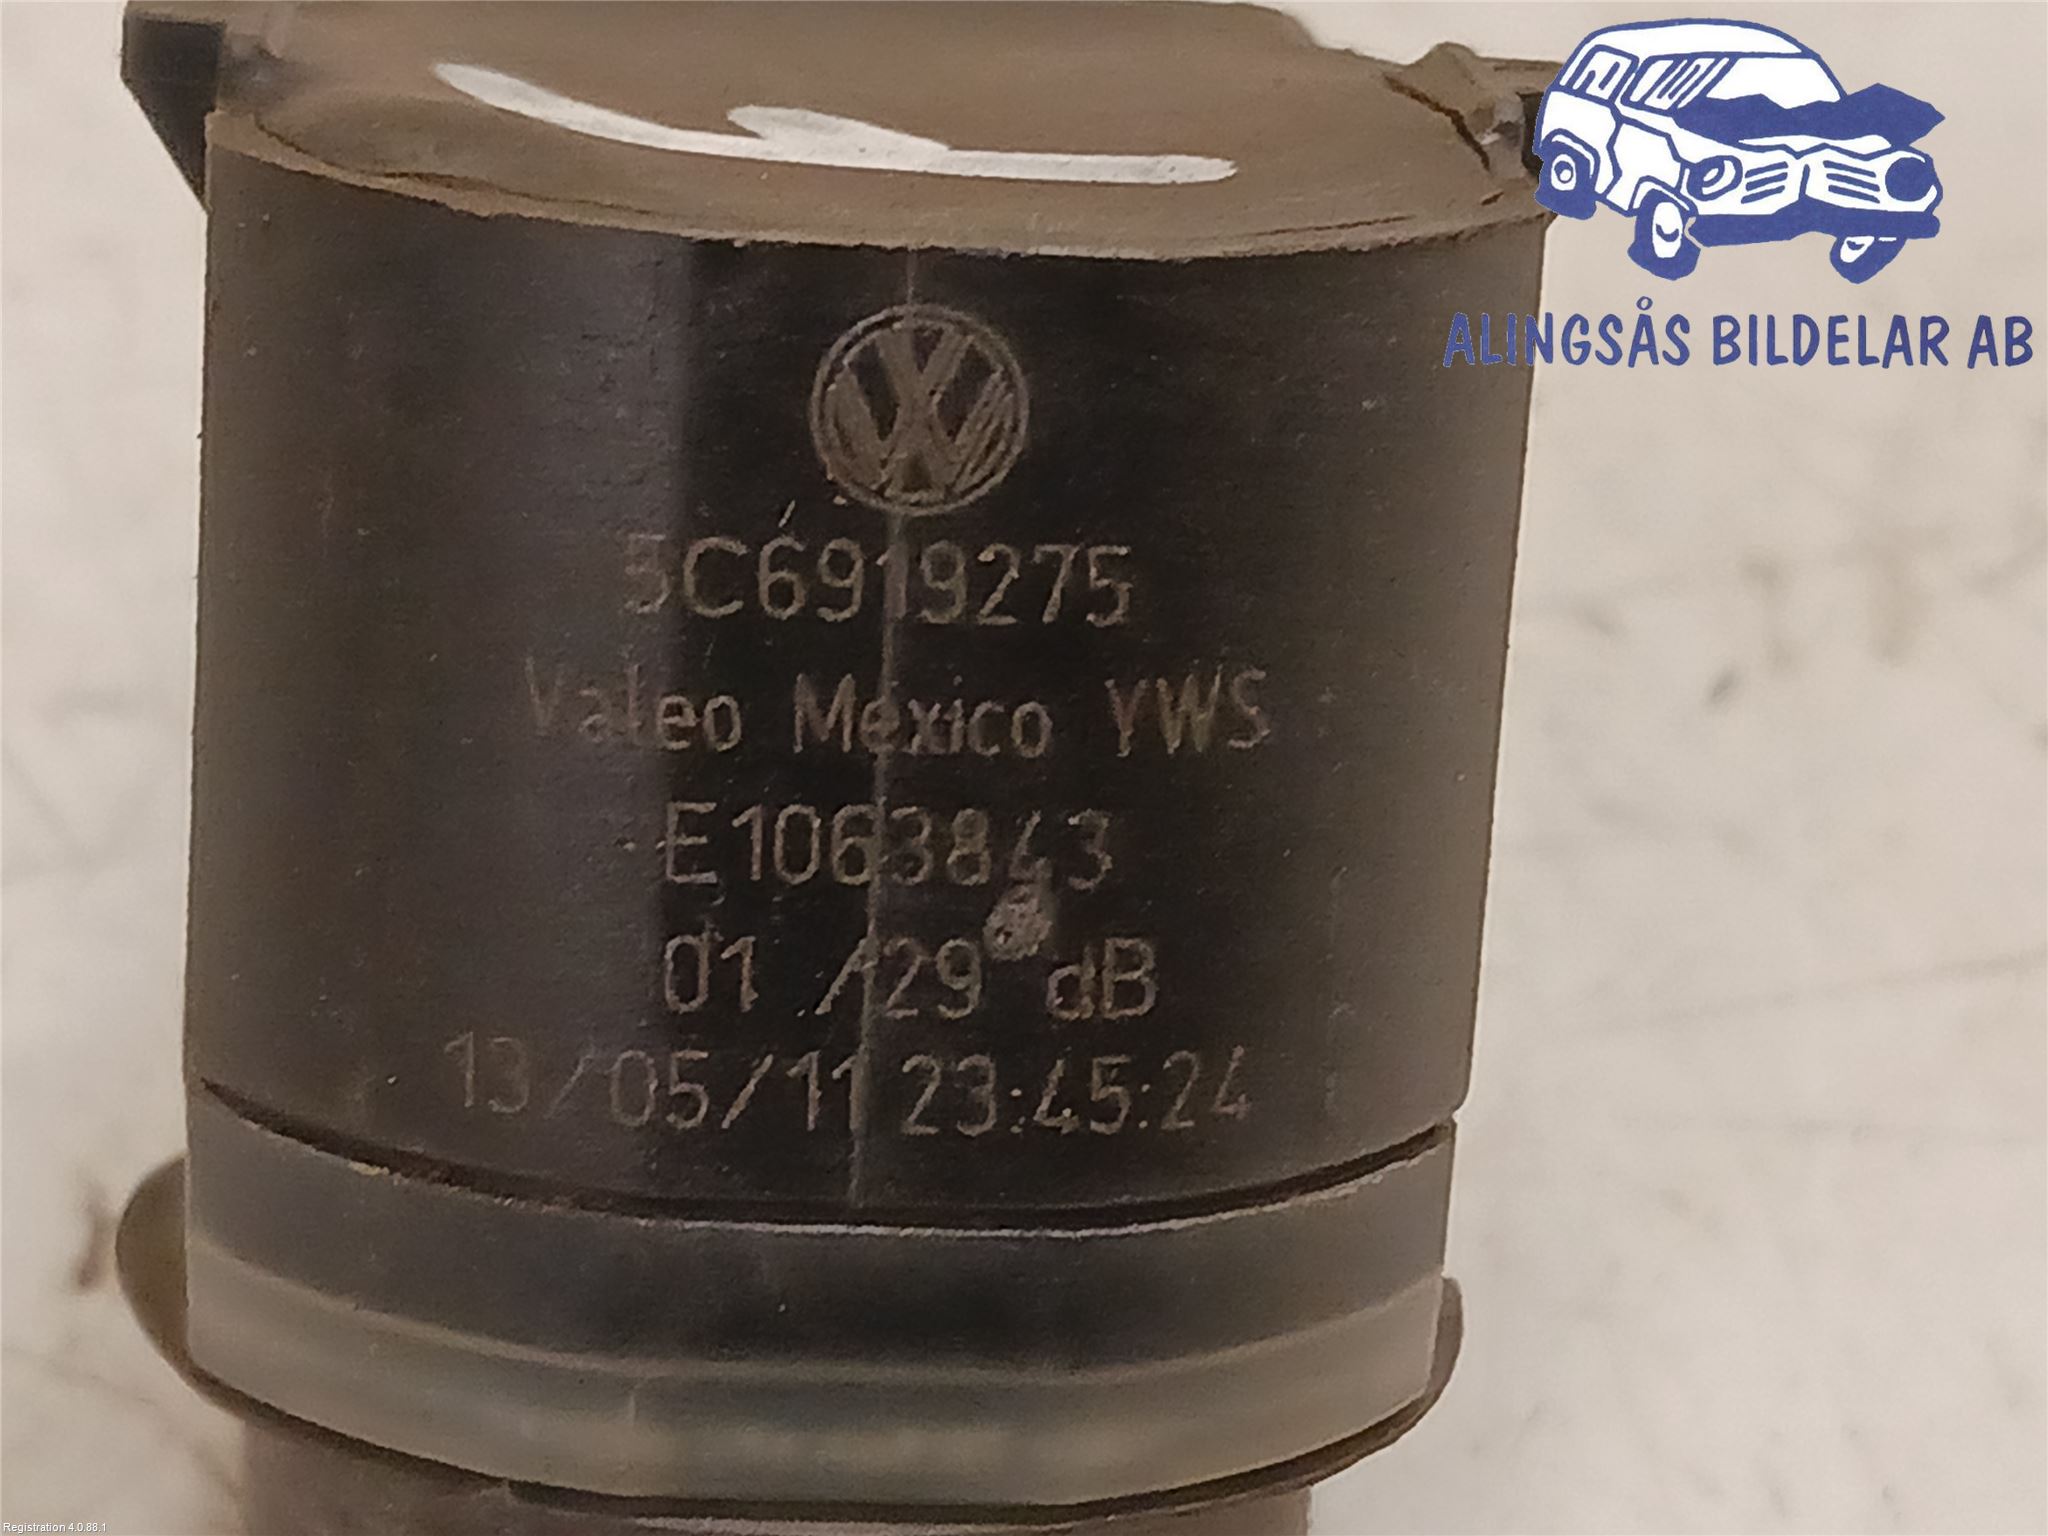 ALINGSÅS BILDELAR AB
5C6919275
Valeo Mexico YWS
E1063843
01 /29 dB
13/05/11 23:45:24
Registration 4.0.88.1